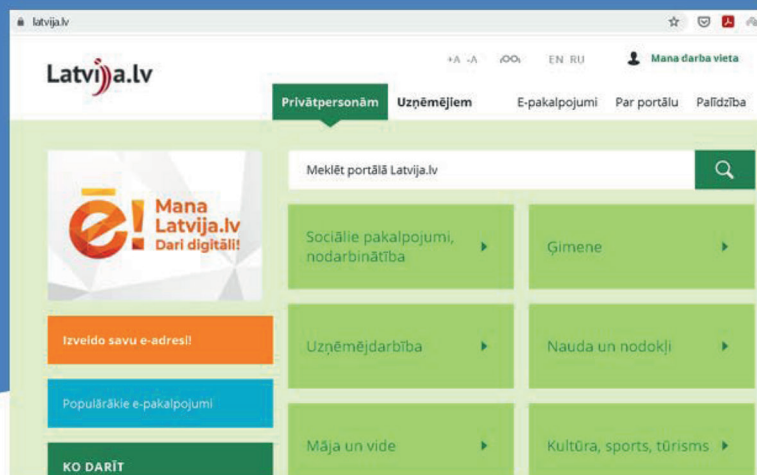 latvija.lv
Latvija.lv
+A -A
EN RU
Mana darba vieta
Privātpersonām
Uzņēmējiem
E-pakalpojumi
Par portālu
Palīdzība
ē!
Mana
Latvija.lv
Dari digitāli!
Meklēt portālā Latvija.lv
Sociālie pakalpojumi,
nodarbinātība
Ģimene
Izveido savu e-adresi!
Uzņēmējdarbība
Nauda un nodokļi
Populārākie e-pakalpojumi
Māja un vide
Kultūra, sports, tūrisms
KO DARĪT